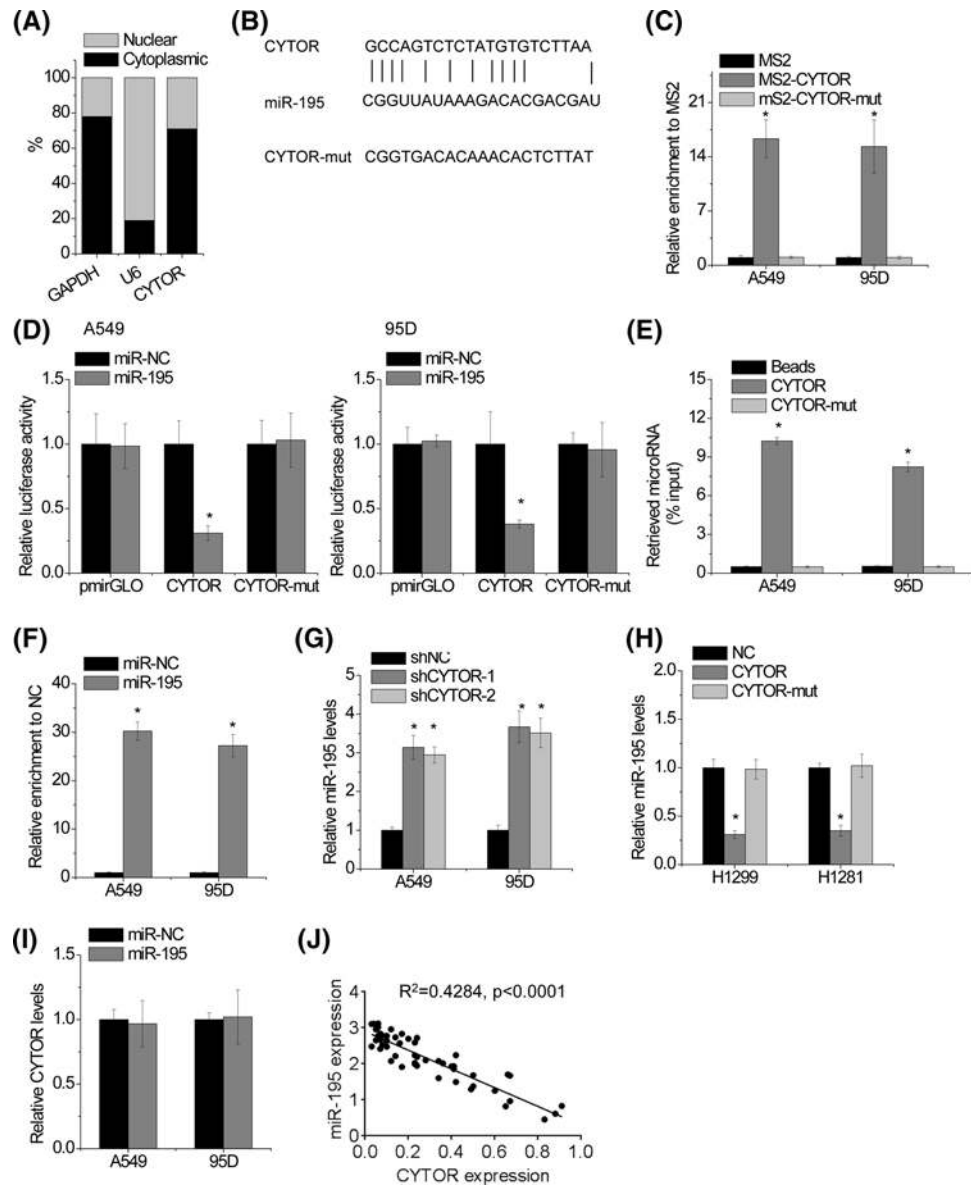 (A)
Nuclear
Cytoplasmic
100
80
60
40
20
0
%
GAPDH
U6
CYTOR
(B)
CYTOR GCCAGTCTCTATGTGTCTTAA
miR-195 CGGUUAUAAAGACACGACGAU
CYTOR-mut CGGTGACACAAACACTCTTAT
(C)
MS2
MS2-CYTOR
mS2-CYTOR-mut
Relative enrichment to MS2
21
14
7
0
*
*
A549
95D
(D)
A549
miR-NC
miR-195
Relative luciferase activity
1.5
1.0
0.5
0.0
*
pmirGLO
CYTOR
CYTOR-mut
95D
miR-NC
miR-195
Relative luciferase activity
1.5
1.0
0.5
0.0
*
pmirGLO
CYTOR
CYTOR-mut
(E)
Beads
CYTOR
CYTOR-mut
Retrieved microRNA
(% input)
15
10
5
0
*
*
A549
95D
(F)
miR-NC
miR-195
Relative enrichment to NC
40
30
20
10
0
*
*
A549
95D
(G)
shNC
shCYTOR-1
shCYTOR-2
Relative miR-195 levels
5
4
3
2
1
0
* *
* *
A549
95D
(H)
NC
CYTOR
CYTOR-mut
Relative miR-195 levels
2.0
1.5
1.0
0.5
0.0
*
*
H1299
H1281
(I)
miR-NC
miR-195
Relative CYTOR levels
1.5
1.0
0.5
0.0
A549
95D
(J)
R²=0.4284, p<0.0001
miR-195 expression
4
3
2
1
0
0.0 0.2 0.4 0.6 0.8 1.0
CYTOR expression